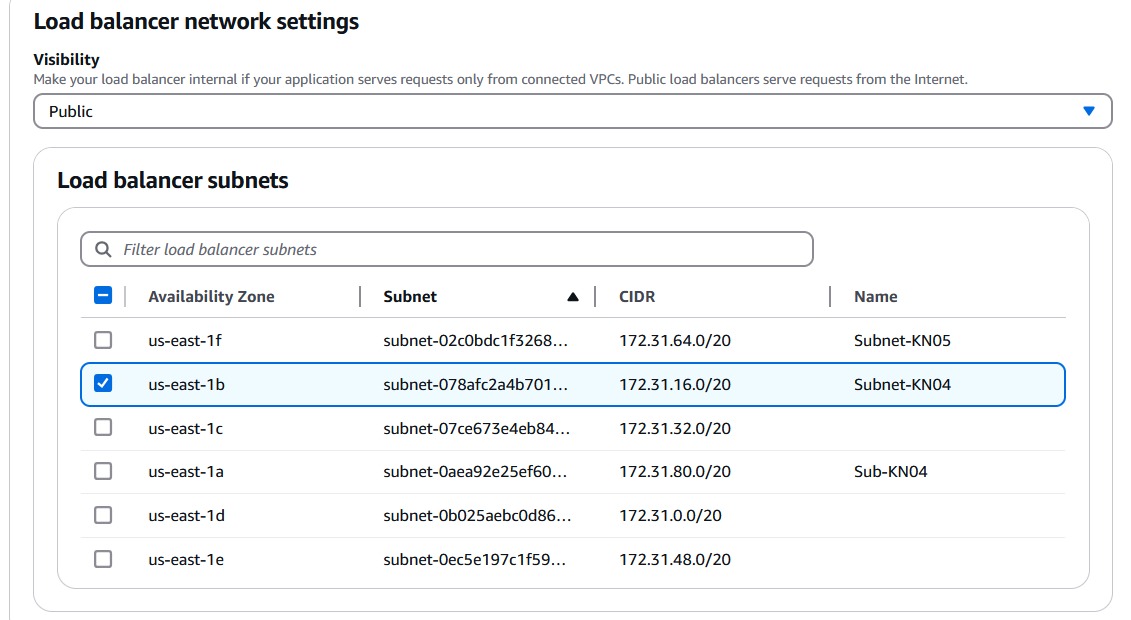 Load balancer network settings
Visibility
Make your load balancer internal if your application serves requests only from connected VPCs. Public load balancers serve requests from the Internet.
Public
Load balancer subnets
Filter load balancer subnets
Availability Zone Subnet CIDR Name
us-east-1f subnet-02c0bdc1f3268... 172.31.64.0/20 Subnet-KN05
us-east-1b subnet-078afc2a4b701... 172.31.16.0/20 Subnet-KN04
us-east-1c subnet-07ce673e4eb84... 172.31.32.0/20
us-east-1a subnet-0aea92e25ef60... 172.31.80.0/20 Sub-KN04
us-east-1d subnet-0b025aebc0d86... 172.31.0.0/20
us-east-1e subnet-0ec5e197c1f59... 172.31.48.0/20